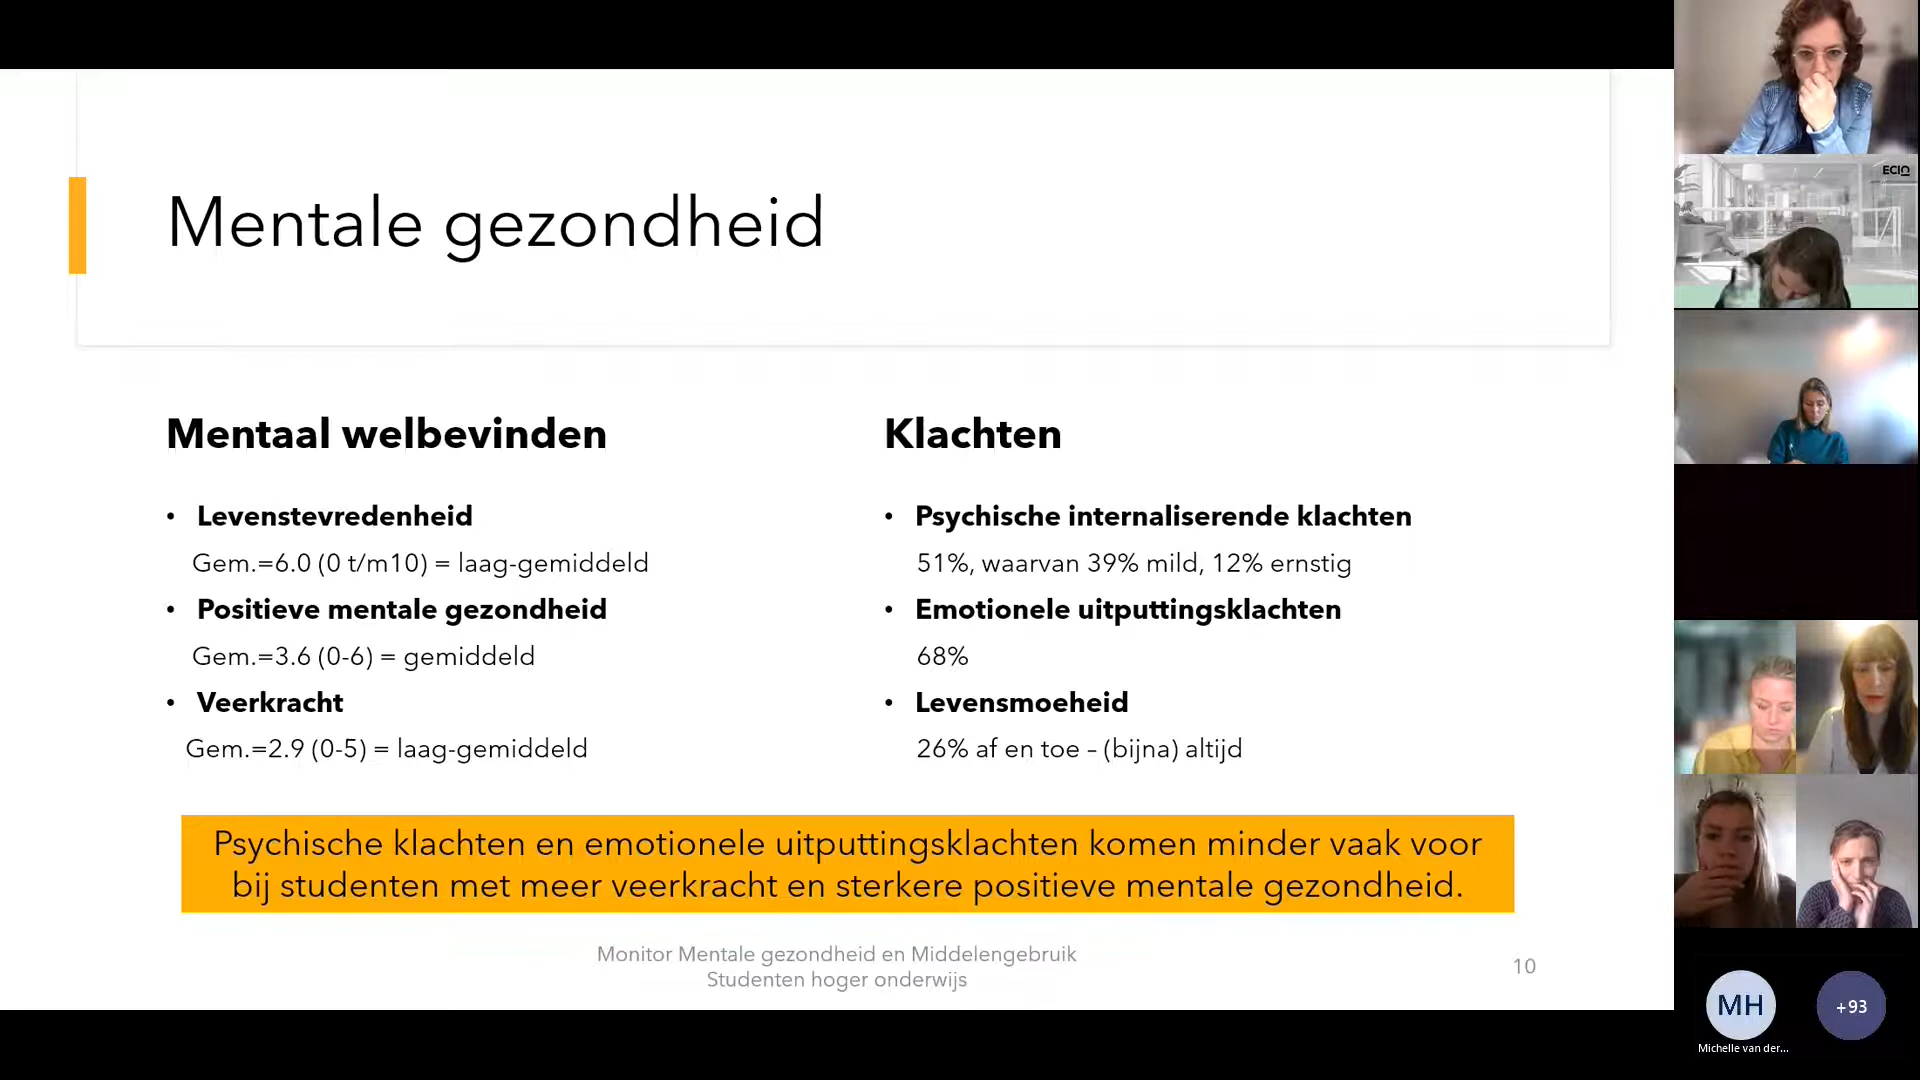 Mentale gezondheid
Mentaal welbevinden
• Levenstevredenheid
Gem.=6.0 (0 t/m10) = laag-gemiddeld
• Positieve mentale gezondheid
Gem.=3.6 (0-6) = gemiddeld
• Veerkracht
Gem.=2.9 (0-5) = laag-gemiddeld
Klachten
• Psychische internaliserende klachten
51%, waarvan 39% mild, 12% ernstig
• Emotionele uitputtingsklachten
68%
• Levensmoeheid
26% af en toe – (bijna) altijd
Psychische klachten en emotionele uitputtingsklachten komen minder vaak voor
bij studenten met meer veerkracht en sterkere positieve mentale gezondheid.
Monitor Mentale gezondheid en Middelengebruik
Studenten hoger onderwijs
10
ECIO
MH
+93
Michelle van der...